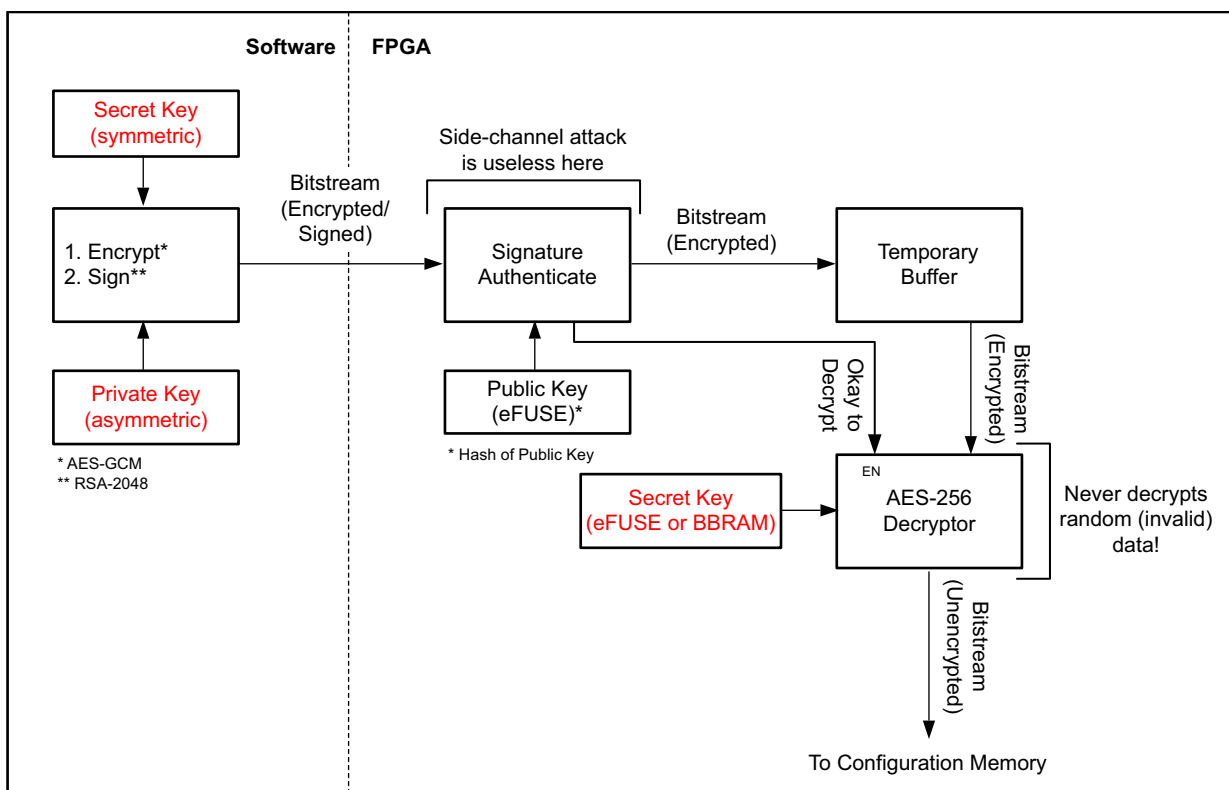 Software
FPGA
Secret Key
(symmetric)
Side-channel attack
is useless here
Bitstream
(Encrypted/
Signed)
1. Encrypt*
2. Sign**
Signature
Authenticate
Bitstream
(Encrypted)
Temporary
Buffer
Private Key
(asymmetric)
* AES-GCM
** RSA-2048
Public Key
(eFUSE)*
* Hash of Public Key
Okay to
Decrypt
Bitstream
(Encrypted)
Secret Key
(eFUSE or BBRAM)
EN
AES-256
Decryptor
Never decrypts
random (invalid)
data!
Bitstream
(Unencrypted)
To Configuration Memory